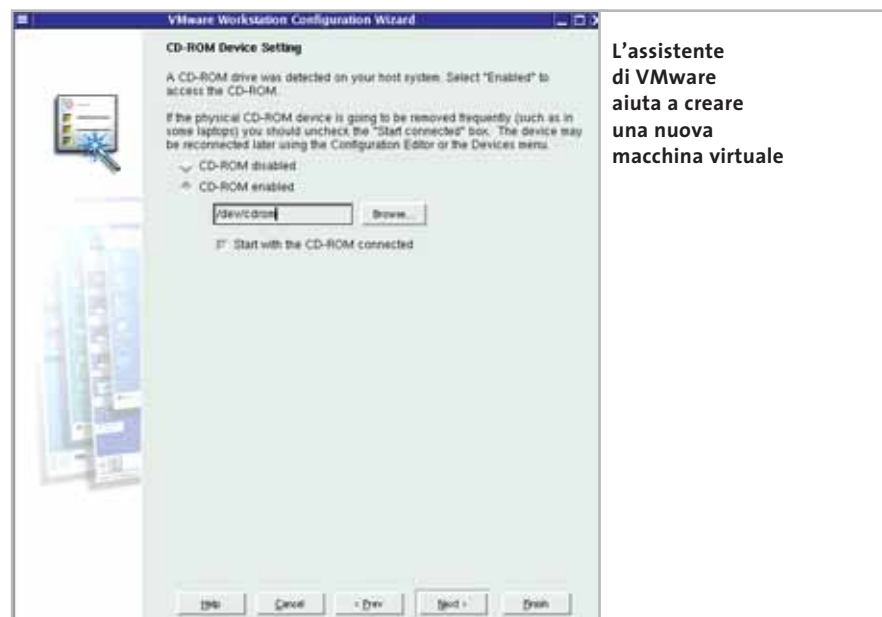 VMware Workstation Configuration Wizard
CD-ROM Device Setting
A CD-ROM drive was detected on your host system. Select "Enabled" to
access the CD-ROM.
If the physical CD-ROM device is going to be removed frequently (such as in
some laptops) you should uncheck the "Start connected" box. The device may
be reconnected later using the Configuration Editor or the Devices menu.
CD-ROM disabled
CD-ROM enabled
/dev/cdrom
Browse...
Start with the CD-ROM connected
Help
Cancel
< Prev
Next >
Finish
L'assistente
di VMware
aiuta a creare
una nuova
macchina virtuale